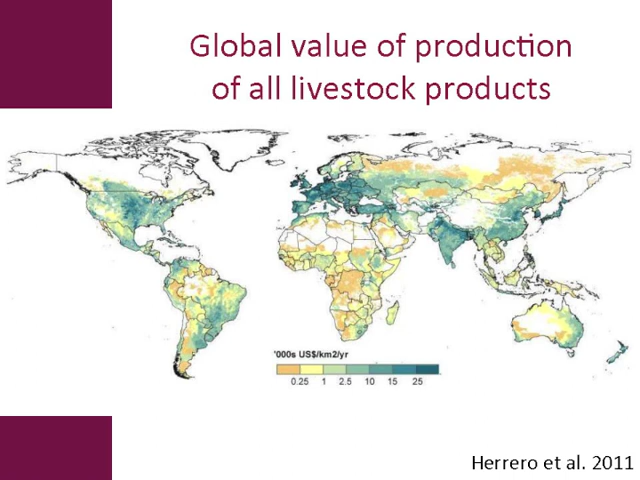 Global value of production
of all livestock products
'000s US$/km2/yr
0.25 1 2.5 10 15 25
Herrero et al. 2011